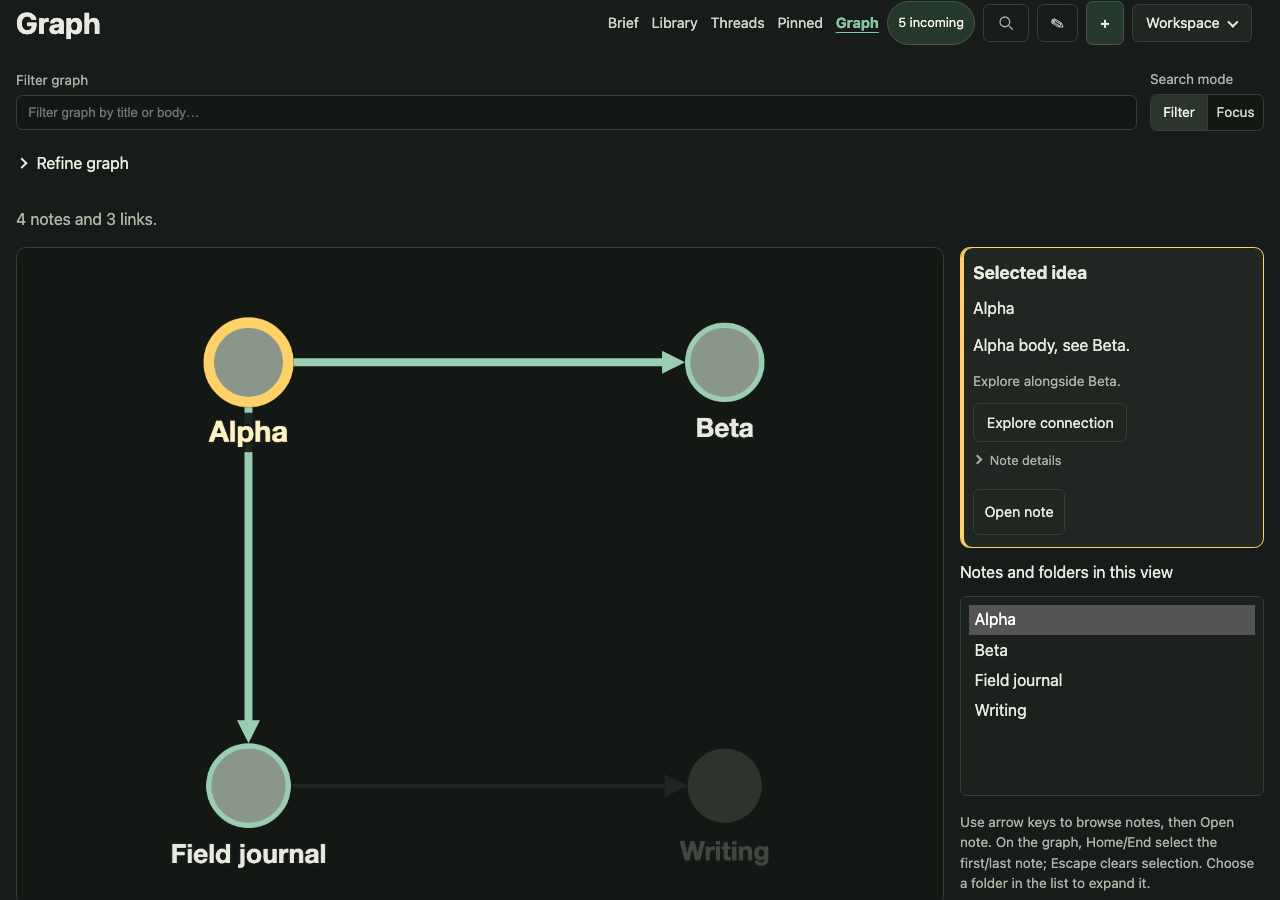 Graph
Brief Library Threads Pinned Graph 5 incoming + Workspace
Filter graph
Search mode
Filter graph by title or body…
Filter Focus
Refine graph
4 notes and 3 links.
Alpha
Beta
Field journal
Writing
Selected idea
Alpha
Alpha body, see Beta.
Explore alongside Beta.
Explore connection
Note details
Open note
Notes and folders in this view
Alpha
Beta
Field journal
Writing
Use arrow keys to browse notes, then Open
note. On the graph, Home/End select the
first/last note; Escape clears selection. Choose
a folder in the list to expand it.